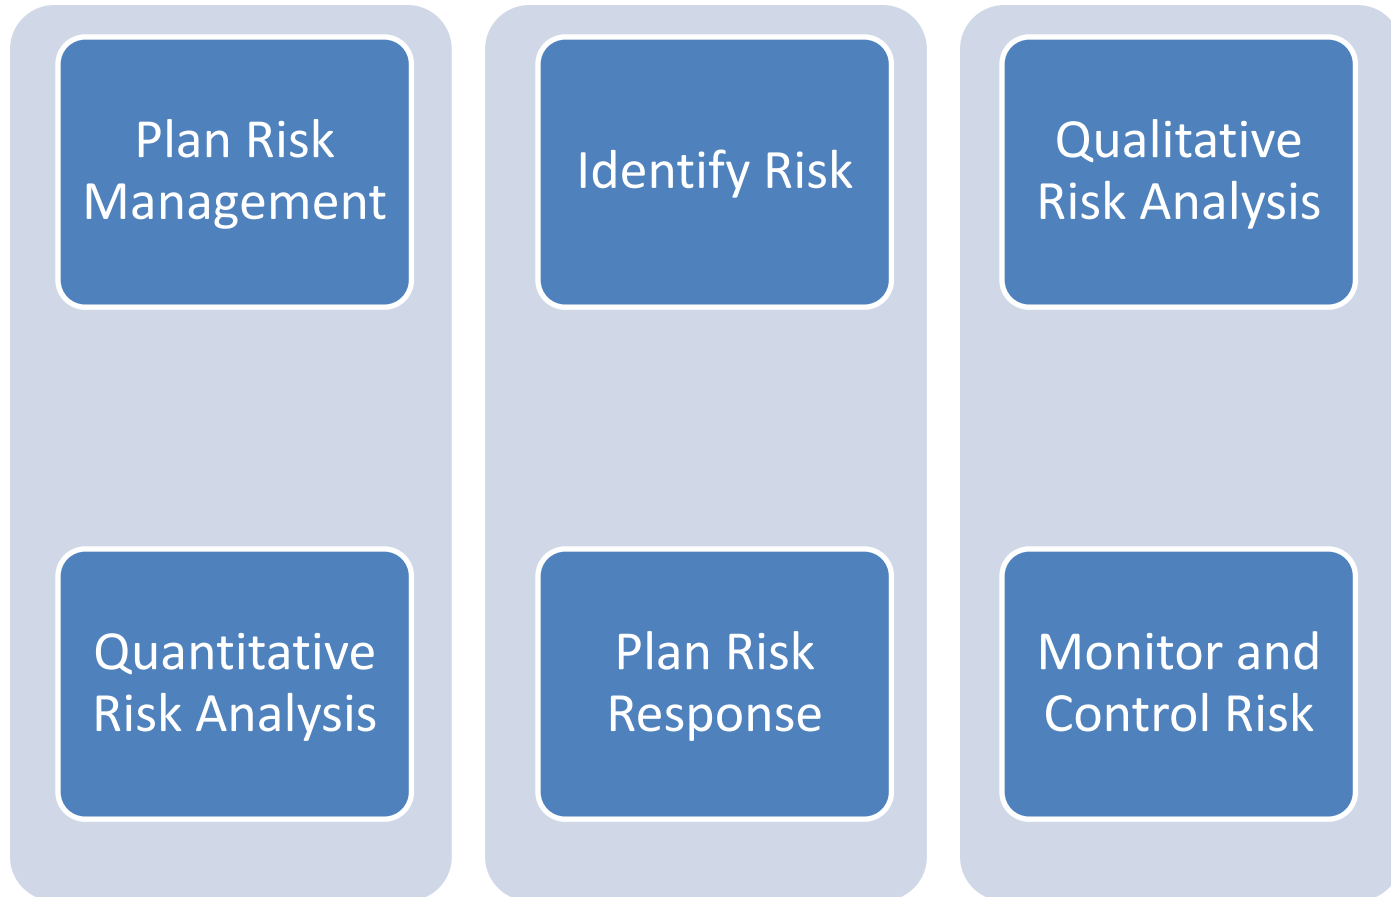 Plan Risk
Management
Identify Risk
Qualitative
Risk Analysis
Quantitative
Risk Analysis
Plan Risk
Response
Monitor and
Control Risk